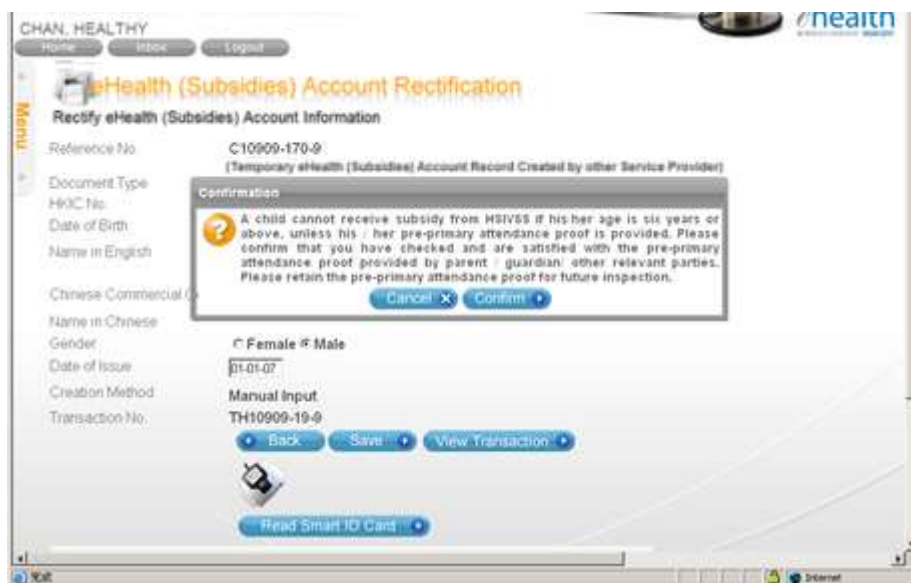 CHAN, HEALTHY
eHealth
Home Inbox Logout
eHealth (Subsidies) Account Rectification
Menu
Rectify eHealth (Subsidies) Account Information
Reference No. C10909-170-9
(Temporary eHealth (Subsidies) Account Record Created by other Service Provider)
Document Type
HKIC No.
Date of Birth
Name in English
Chinese Commercial
Name in Chinese
Confirmation
A child cannot receive subsidy from HSIVSS if his/her age is six years or
above, unless his / her pre-primary attendance proof is provided. Please
confirm that you have checked and are satisfied with the pre-primary
attendance proof provided by parent / guardian/ other relevant parties.
Please retain the pre-primary attendance proof for future inspection.
Cancel Confirm
Gender Female Male
Date of Issue 01-01-07
Creation Method Manual Input
Transaction No. TH10909-19-9
Back Save View Transaction
Read Smart ID Card
完成 Internet